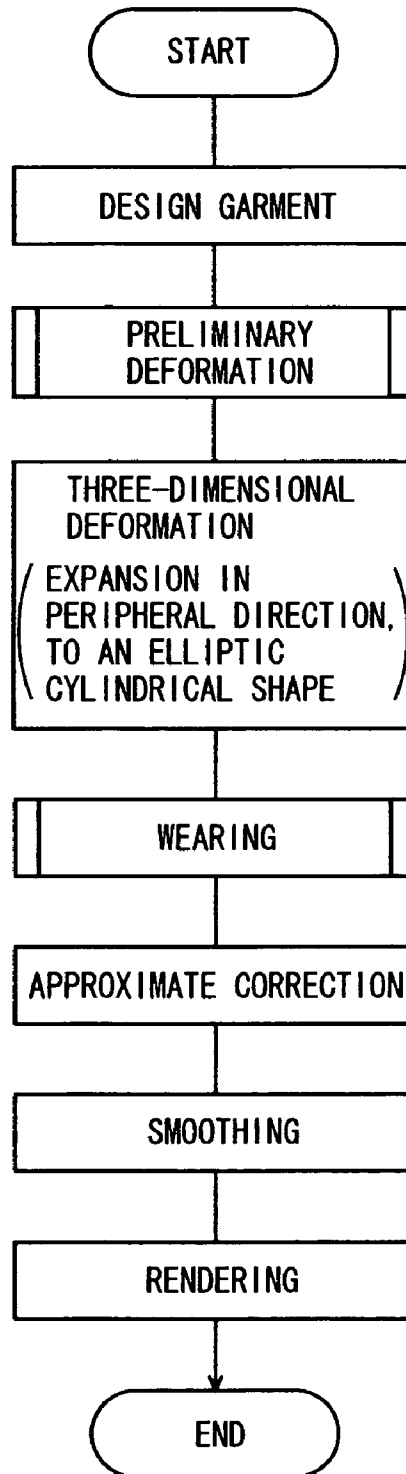 START
DESIGN GARMENT
PRELIMINARY
DEFORMATION
THREE-DIMENSIONAL
DEFORMATION
(EXPANSION IN
PERIPHERAL DIRECTION,
TO AN ELLIPTIC
CYLINDRICAL SHAPE)
WEARING
APPROXIMATE CORRECTION
SMOOTHING
RENDERING
END